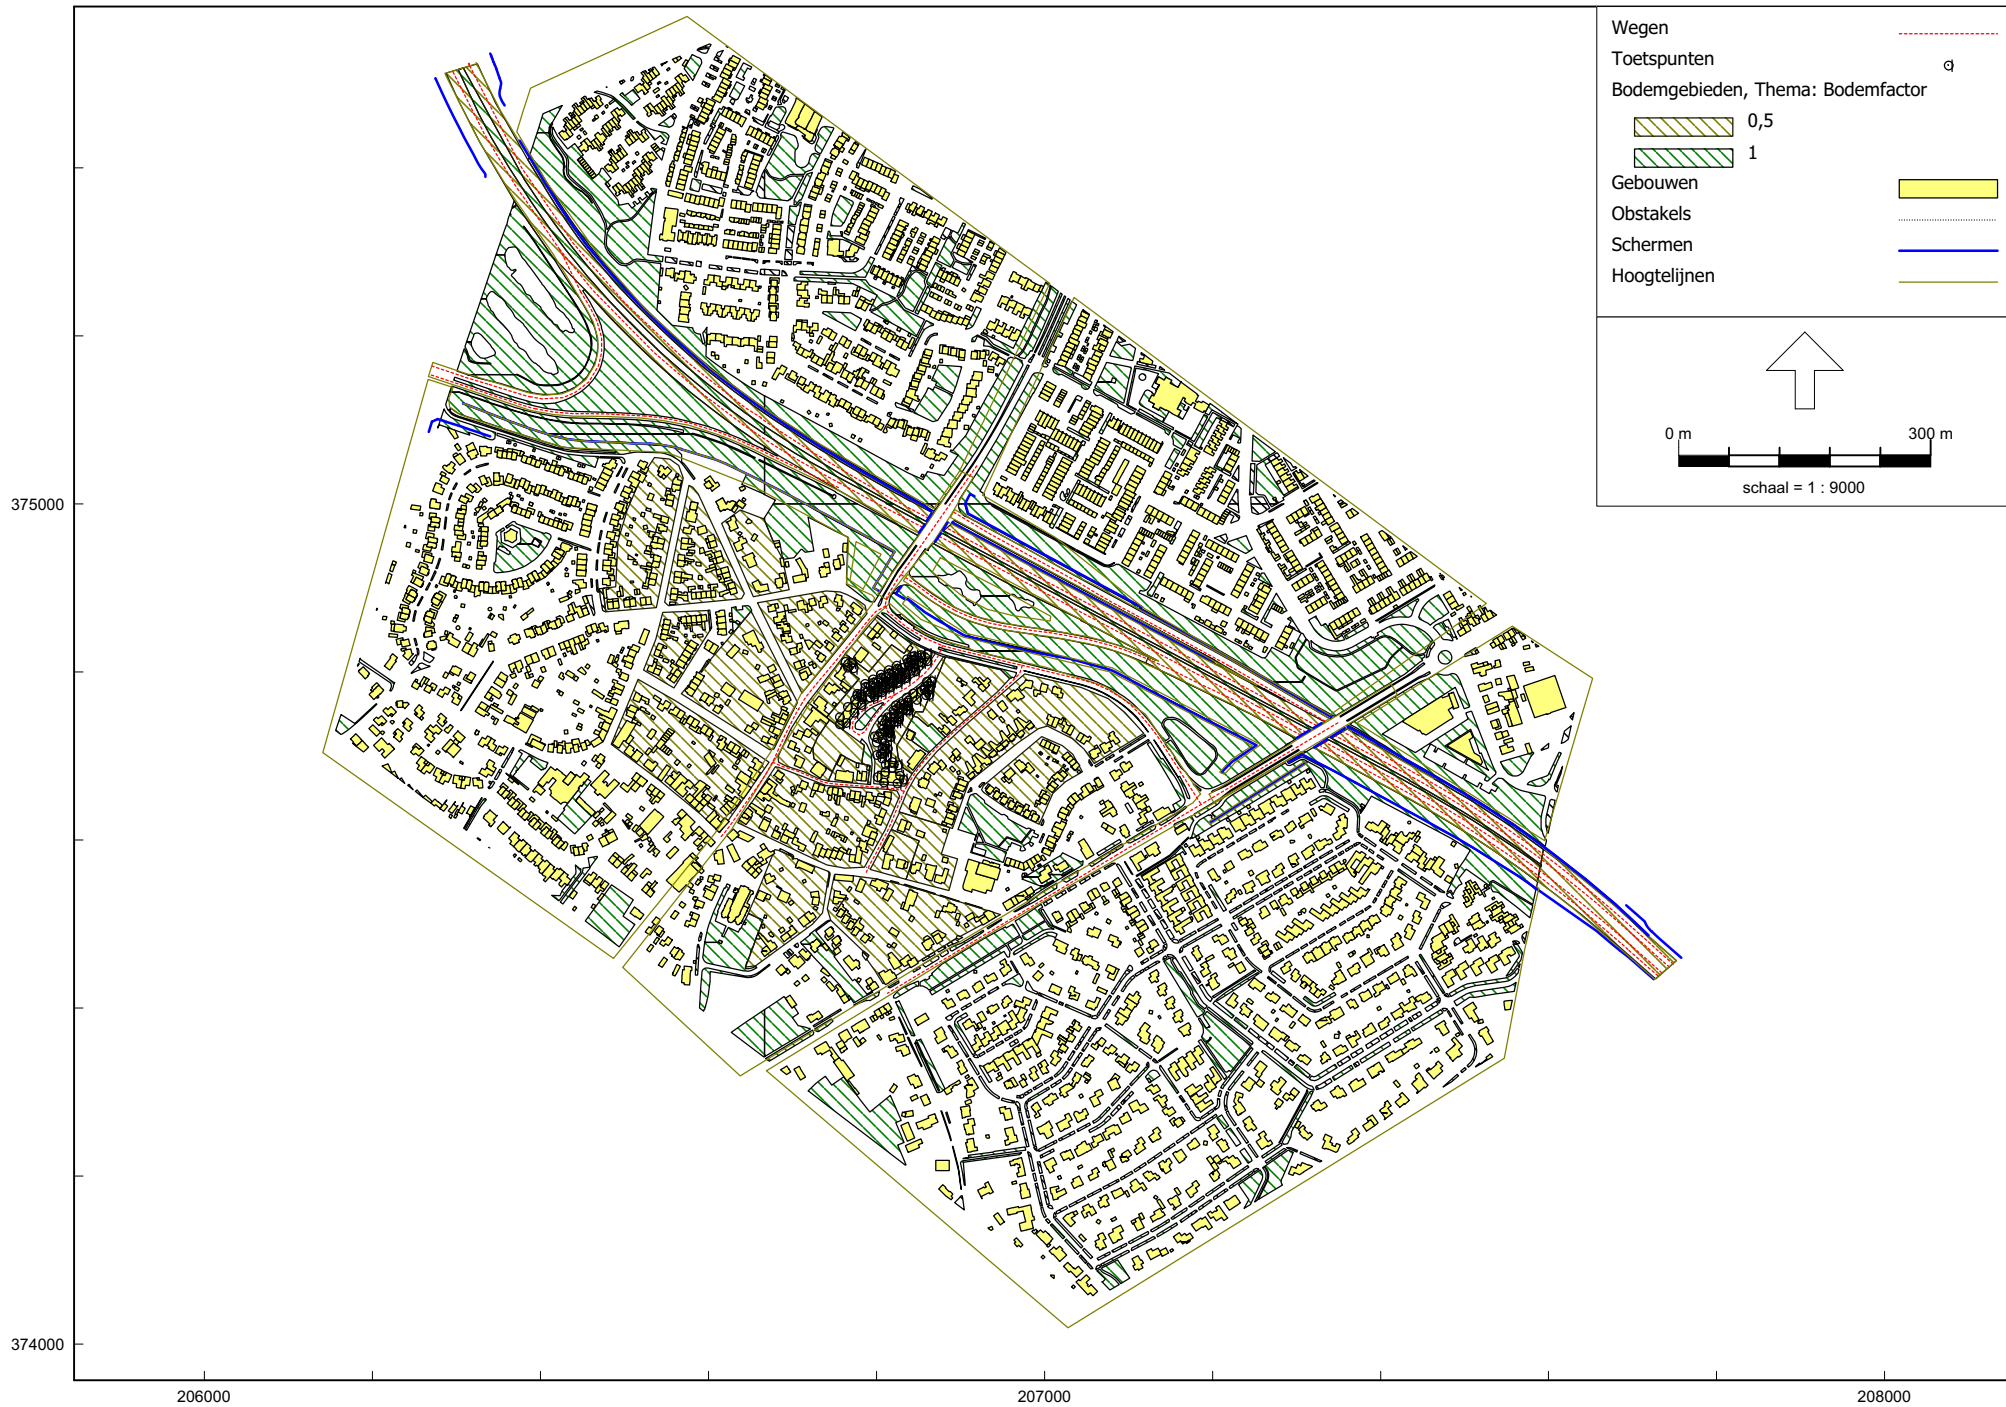 Wegen
Toetspunten
Bodemgebieden, Thema: Bodemfactor
0,5
1
Gebouwen
Obstakels
Schermen
Hoogtelijnen
0 m 300 m
schaal = 1 : 9000
375000
374000
206000 207000 208000